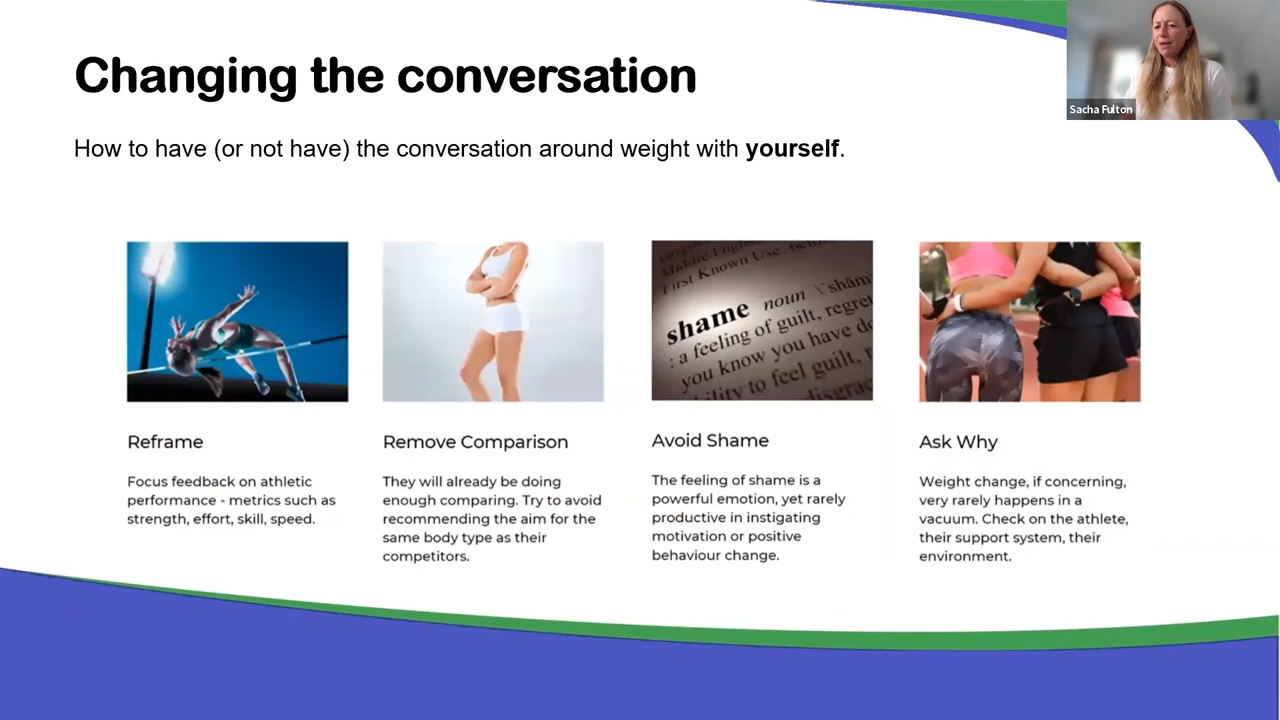 Changing the conversation
Sacha Fulton
How to have (or not have) the conversation around weight with yourself.
First Known Use
shame noun \ˈshām
: a feeling of guilt, regret
you know you have do
ility to feel guilt,
disgrac
Reframe
Focus feedback on athletic
performance - metrics such as
strength, effort, skill, speed.
Remove Comparison
They will already be doing
enough comparing. Try to avoid
recommending the aim for the
same body type as their
competitors.
Avoid Shame
The feeling of shame is a
powerful emotion, yet rarely
productive in instigating
motivation or positive
behaviour change.
Ask Why
Weight change, if concerning,
very rarely happens in a
vacuum. Check on the athlete,
their support system, their
environment.